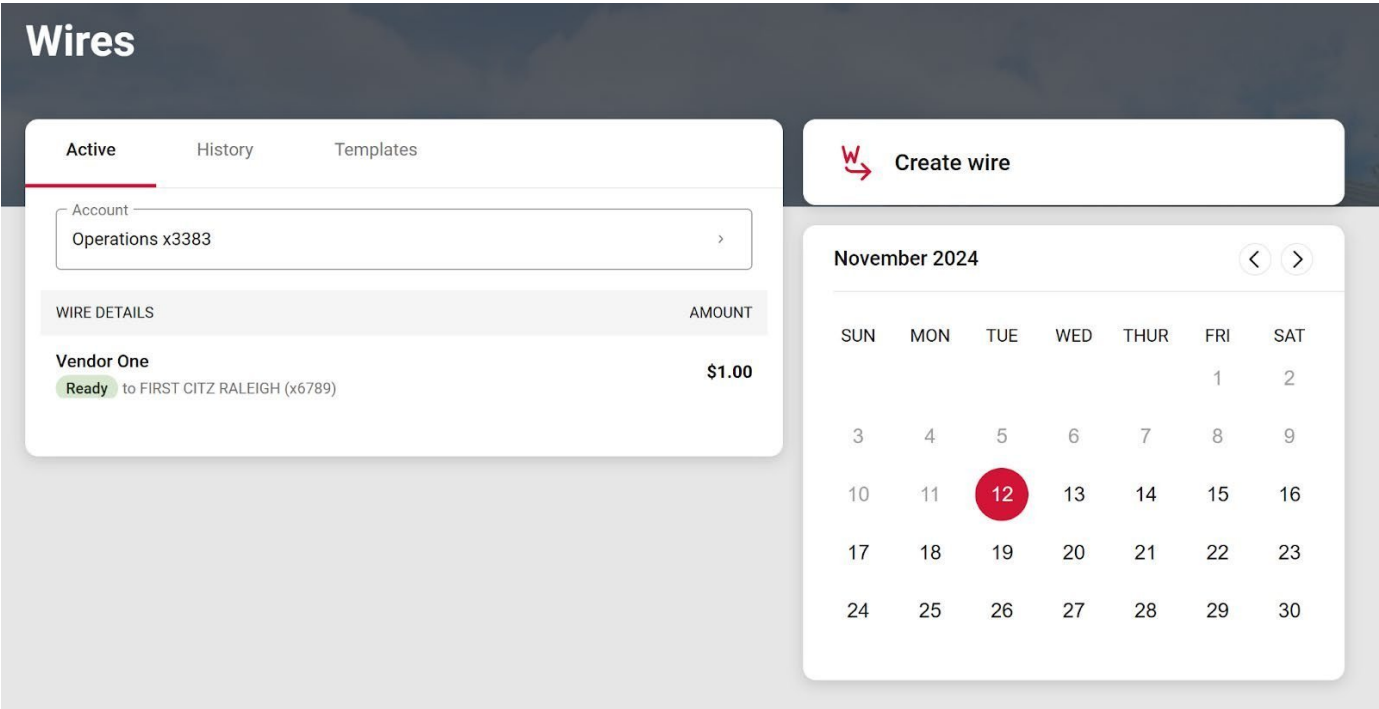 Wires
Active History Templates
Account
Operations x3383
WIRE DETAILS AMOUNT
Vendor One
$1.00
Ready to FIRST CITZ RALEIGH (x6789)
W
Create wire
November 2024
SUN MON TUE WED THUR FRI SAT
1 2
3 4 5 6 7 8 9
10 11 12 13 14 15 16
17 18 19 20 21 22 23
24 25 26 27 28 29 30